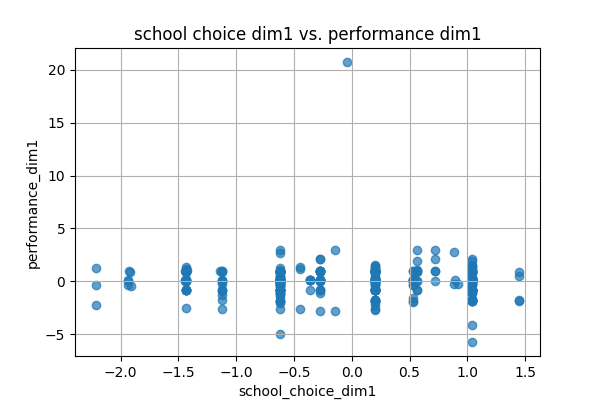 school choice dim1 vs. performance dim1
performance_dim1
20
15
10
5
0
−5
−2.0 −1.5 −1.0 −0.5 0.0 0.5 1.0 1.5
school_choice_dim1